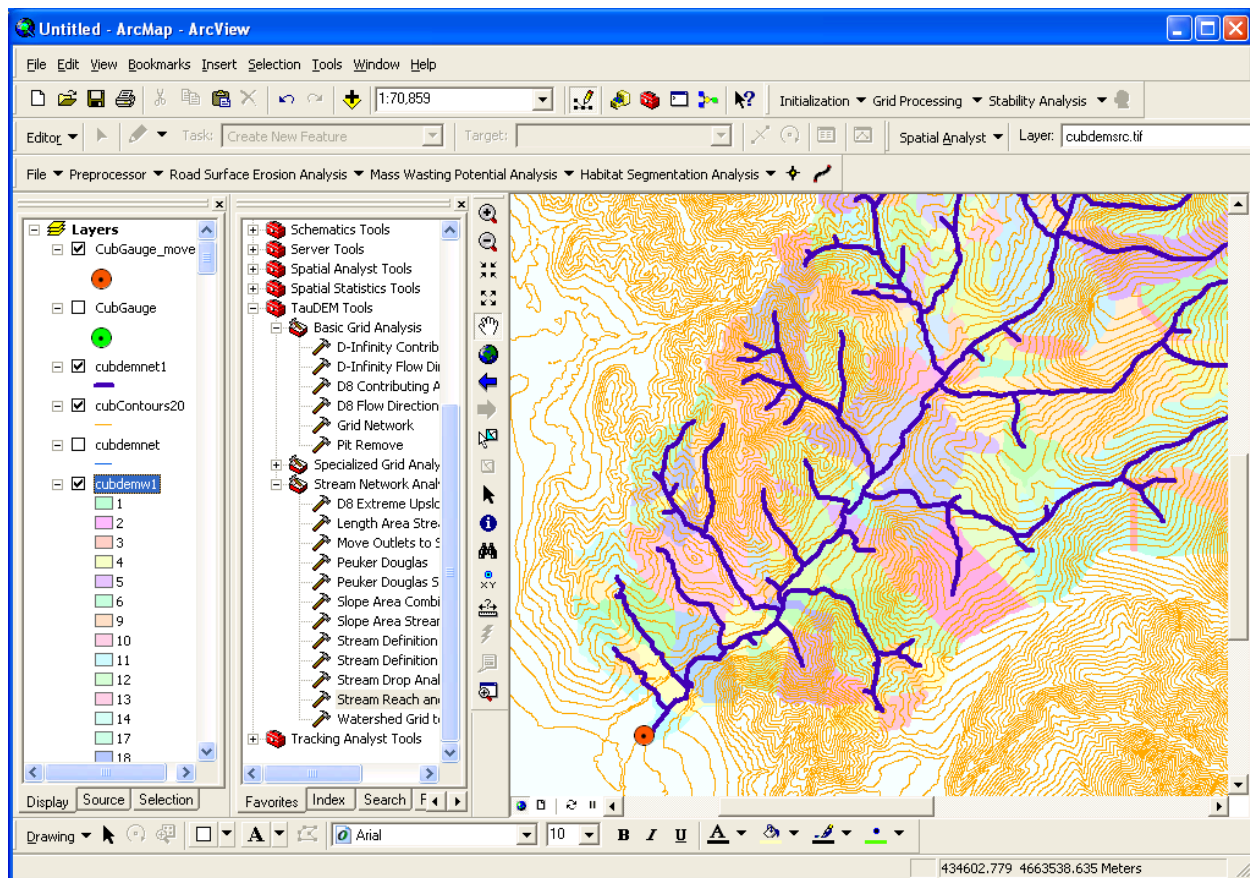 Untitled - ArcMap - ArcView
File Edit View Bookmarks Insert Selection Tools Window Help
1:70,859 Initialization Grid Processing Stability Analysis
Editor Task: Create New Feature Target: Spatial Analyst Layer: cubdemsrc.tif
File Preprocessor Road Surface Erosion Analysis Mass Wasting Potential Analysis Habitat Segmentation Analysis
Layers
CubGauge_move
CubGauge
cubdemnet1
cubContours20
cubdemnet
cubdemw1
1
2
3
4
5
6
9
10
11
12
13
14
17
18
Display Source Selection
Schematics Tools
Server Tools
Spatial Analyst Tools
Spatial Statistics Tools
TauDEM Tools
Basic Grid Analysis
D-Infinity Contrib
D-Infinity Flow Di
D8 Contributing A
D8 Flow Direction
Grid Network
Pit Remove
Specialized Grid Analy
Stream Network Anal
D8 Extreme Upslo
Length Area Stre
Move Outlets to S
Peuker Douglas
Peuker Douglas S
Slope Area Combi
Slope Area Strear
Stream Definition
Stream Definition
Stream Drop Anal
Stream Reach and
Watershed Grid to
Tracking Analyst Tools
Favorites Index Search
XY
Drawing A Arial 10 B I U A
434602.779 4663538.635 Meters